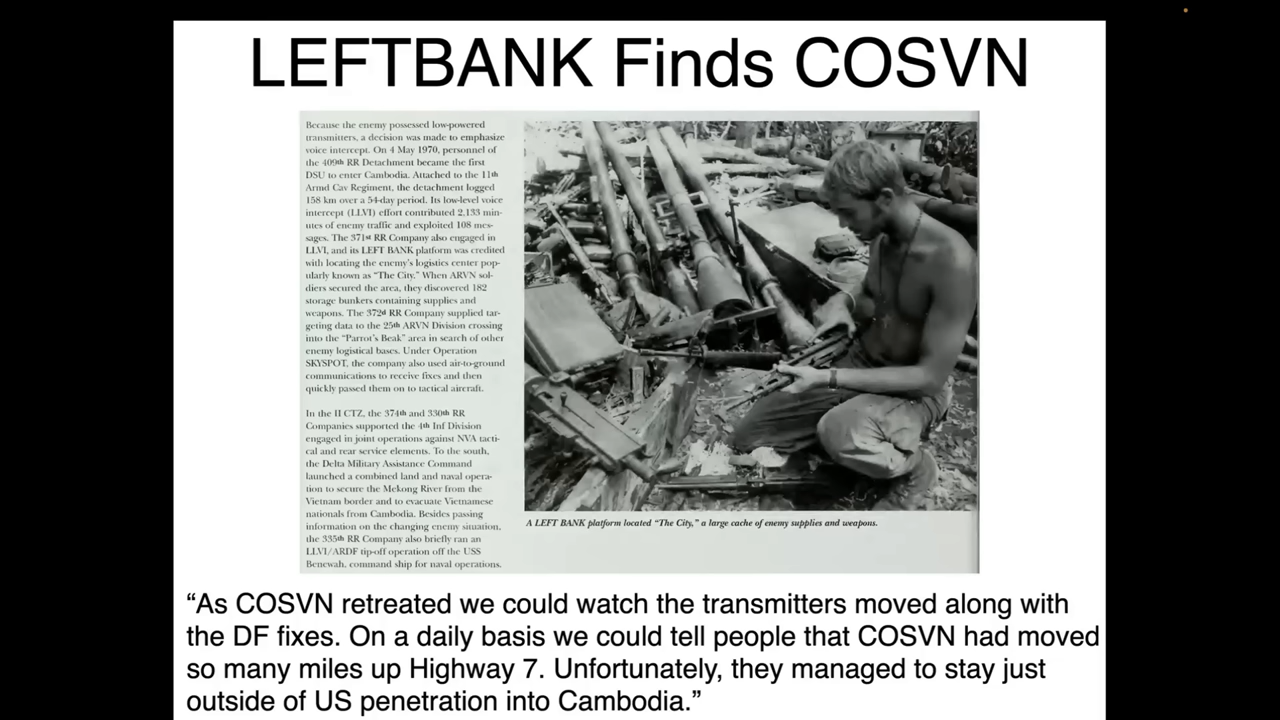 LEFTBANK Finds COSVN
Because the enemy possessed low-powered
transmitters, a decision was made to emphasize
voice intercept. On 4 May 1970, personnel of
the 409th RR Detachment became the first
DSU to enter Cambodia. Attached to the 11th
Armd Cav Regiment, the detachment logged
158 km over a 54-day period. Its low-level voice
intercept (LLVI) effort contributed 2,133 min-
utes of enemy traffic and exploited 108 mes-
sages. The 371st RR Company also engaged in
LLVI, and its LEFT BANK platform was credited
with locating the enemy's logistics center pop-
ularly known as "The City." When ARVN sol-
diers secured the area, they discovered 182
storage bunkers containing supplies and
weapons. The 372d RR Company supplied tar-
geting data to the 25th ARVN Division crossing
into the "Parrot's Beak" area in search of other
enemy logistical bases. Under Operation
SKYSPOT, the company also used air-to-ground
communications to receive fixes and then
quickly passed them on to tactical aircraft.
In the II CTZ, the 374th and 330th RR
Companies supported the 4th Inf Division
engaged in joint operations against NVA tacti-
cal and rear service elements. To the south,
the Delta Military Assistance Command
launched a combined land and naval opera-
tion to secure the Mekong River from the
Vietnam border and to evacuate Vietnamese
nationals from Cambodia. Besides passing
information on the changing enemy situation,
the 335th RR Company also briefly ran an
LLVI/ARDF tip-off operation off the USS
Benewah, command ship for naval operations.
A LEFT BANK platform located "The City," a large cache of enemy supplies and weapons.
“As COSVN retreated we could watch the transmitters moved along with
the DF fixes. On a daily basis we could tell people that COSVN had moved
so many miles up Highway 7. Unfortunately, they managed to stay just
outside of US penetration into Cambodia.”